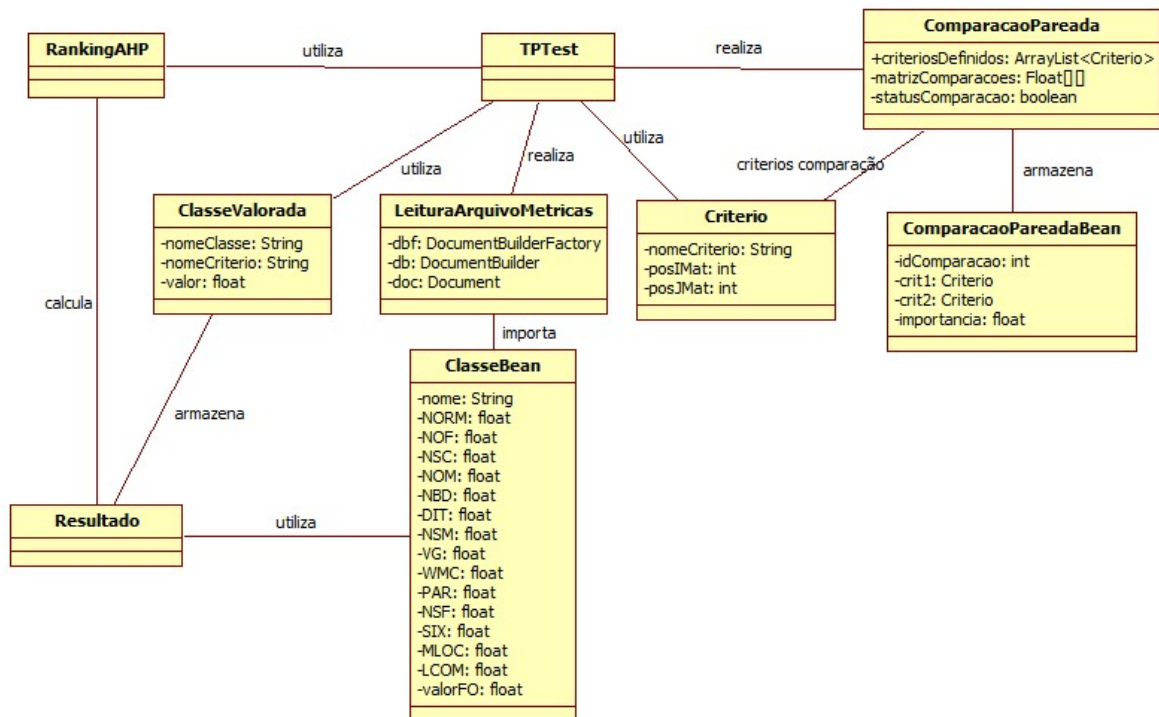 RankingAHP
utiliza
TPTest
realiza
ComparacaoPareada
+criteriosDefinidos: ArrayList<Criterio>
-matrizComparacoes: Float[][]
-statusComparacao: boolean
utiliza
realiza
utiliza
criterios comparação
armazena
ClasseValorada
-nomeClasse: String
-nomeCriterio: String
-valor: float
LeituraArquivoMetricas
-dbf: DocumentBuilderFactory
-db: DocumentBuilder
-doc: Document
Criterio
-nomeCriterio: String
-posIMat: int
-posJMat: int
ComparacaoPareadaBean
-idComparacao: int
-crit1: Criterio
-crit2: Criterio
-importancia: float
calcula
importa
armazena
ClasseBean
-nome: String
-NORM: float
-NOF: float
-NSC: float
-NOM: float
-NBD: float
-DIT: float
-NSM: float
-VG: float
-WMC: float
-PAR: float
-NSF: float
-SIX: float
-MLOC: float
-LCOM: float
-valorFO: float
Resultado
utiliza